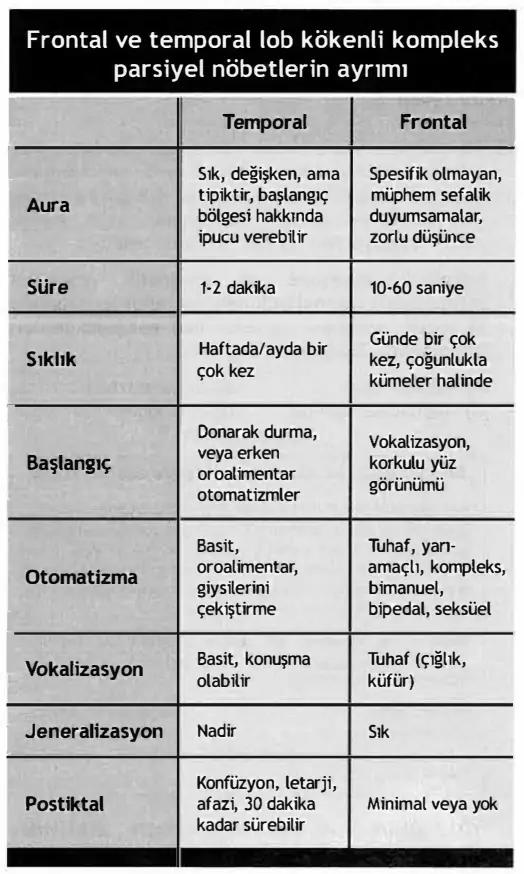 Frontal ve temporal lob kökenli kompleks
parsiyel nöbetlerin ayrımı
Temporal Frontal
Aura
Sık, değişken, ama
tipiktir, başlangıç
bölgesi hakkında
ipucu verebilir
Spesifik olmayan,
müphem sefalik
duyumsamalar,
zorlu düşünce
Süre
1-2 dakika
10-60 saniye
Sıklık
Haftada/ayda bir
çok kez
Günde bir çok
kez, çoğunlukla
kümeler halinde
Başlangıç
Donarak durma,
veya erken
oroalimentar
otomatizmler
Vokalizasyon,
korkulu yüz
görünümü
Otomatizma
Basit,
oroalimentar,
giysilerini
çekiştirme
Tuhaf, yarı-
amaçlı, kompleks,
bimanuel,
bipedal, seksüel
Vokalizasyon
Basit, konuşma
olabilir
Tuhaf (çığlık,
küfür)
Jeneralizasyon
Nadir
Sık
Postiktal
Konfüzyon, letarji,
afazi, 30 dakika
kadar sürebilir
Minimal veya yok